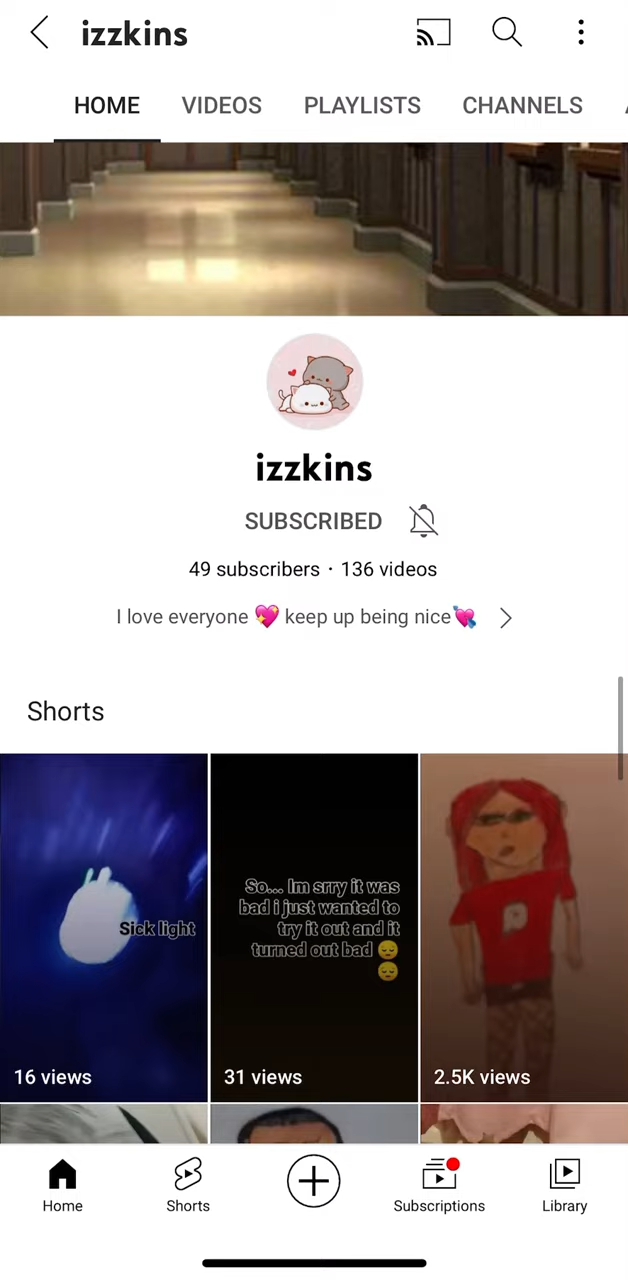 izzkins
HOME VIDEOS PLAYLISTS CHANNELS
izzkins
SUBSCRIBED
49 subscribers · 136 videos
I love everyone 💖 keep up being nice💘
Shorts
Sick light
16 views
So... Im srry it was
bad i just wanted to
try it out and it
turned out bad 😔
😔
31 views
P
2.5K views
Home
Shorts
Subscriptions
Library